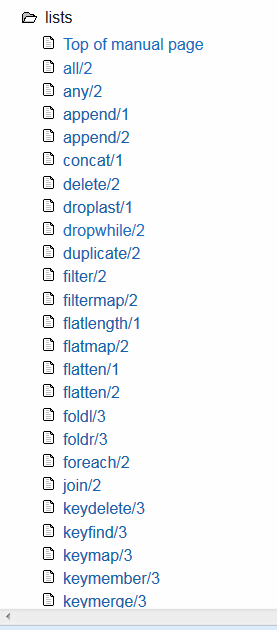 lists
Top of manual page
all/2
any/2
append/1
append/2
concat/1
delete/2
droplast/1
dropwhile/2
duplicate/2
filter/2
filtermap/2
flatlength/1
flatmap/2
flatten/1
flatten/2
foldl/3
foldr/3
foreach/2
join/2
keydelete/3
keyfind/3
keymap/3
keymember/3
keymerge/3